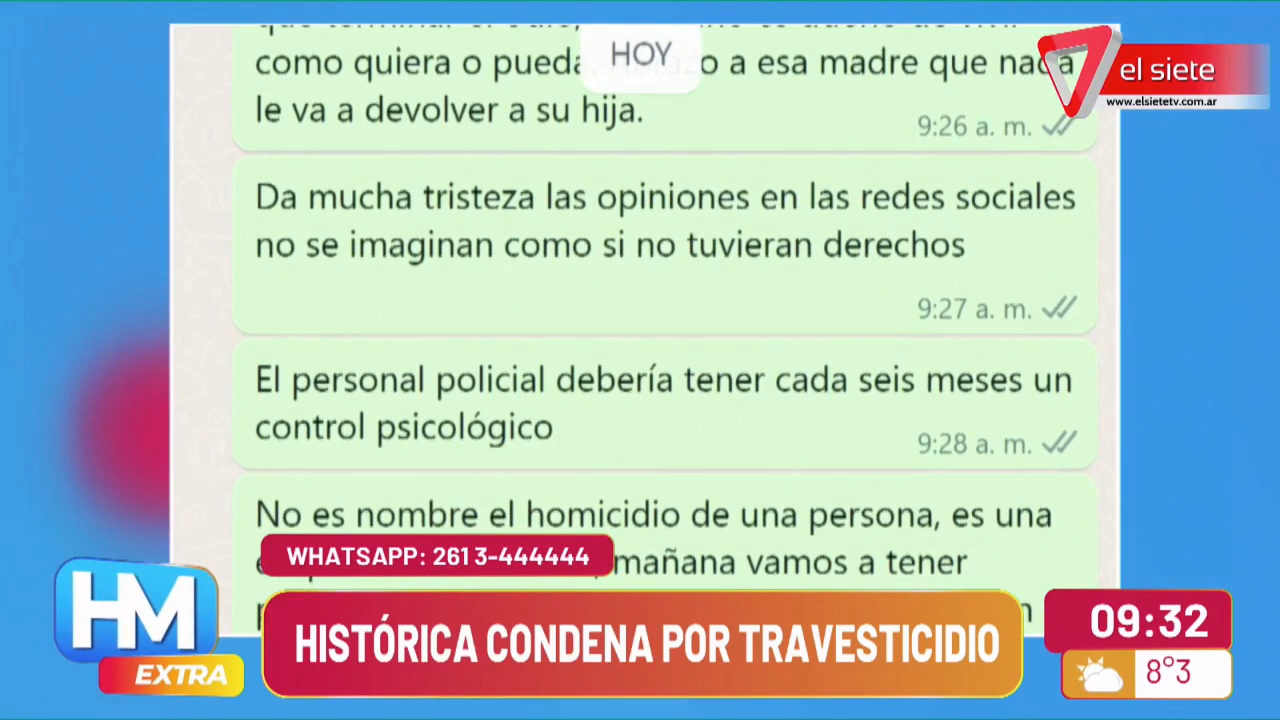 como quiera o pueda
HOY
o a esa madre que nada
le va a devolver a su hija.
9:26 a. m.
el siete
www.elsietetv.com.ar
Da mucha tristeza las opiniones en las redes sociales
no se imaginan como si no tuvieran derechos
9:27 a. m.
El personal policial debería tener cada seis meses un
control psicológico
9:28 a. m.
No es nombre el homicidio de una persona, es una
mañana vamos a tener
WHATSAPP: 2613-444444
HM
EXTRA
HISTÓRICA CONDENA POR TRAVESTICIDIO
09:32
8°3